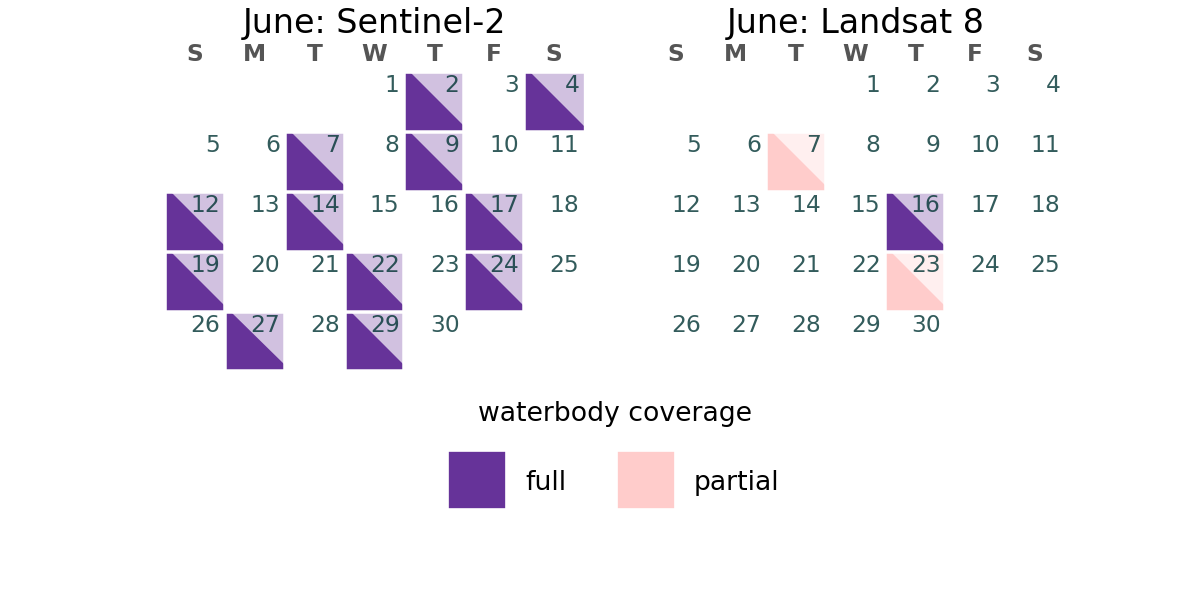 June: Sentinel-2
S M T W T F S
1 2 3 4
5 6 7 8 9 10 11
12 13 14 15 16 17 18
19 20 21 22 23 24 25
26 27 28 29 30
June: Landsat 8
S M T W T F S
1 2 3 4
5 6 7 8 9 10 11
12 13 14 15 16 17 18
19 20 21 22 23 24 25
26 27 28 29 30
waterbody coverage
full partial